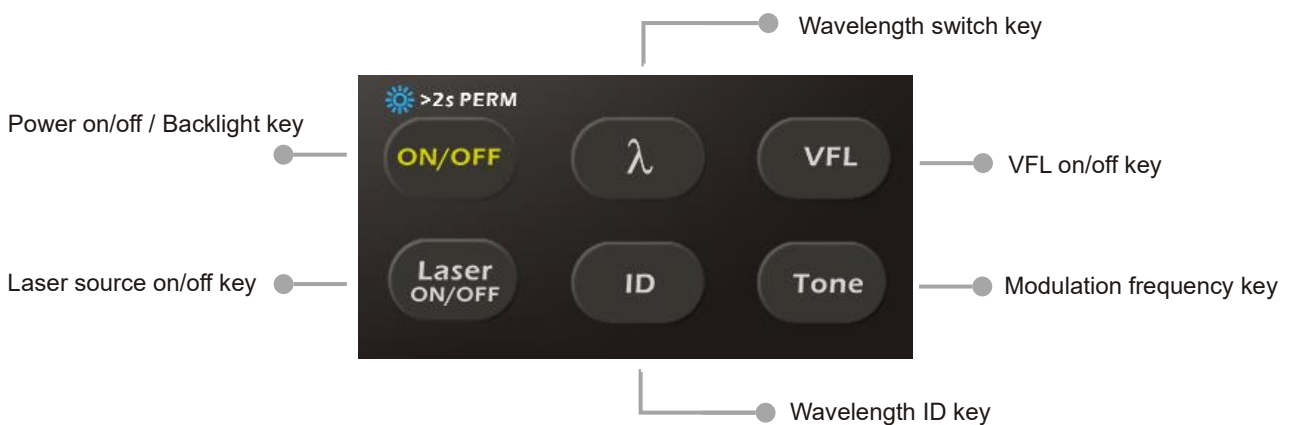 Wavelength switch key
>2s PERM
Power on/off / Backlight key
ON/OFF
λ
VFL
VFL on/off key
Laser source on/off key
Laser
ON/OFF
ID
Tone
Modulation frequency key
Wavelength ID key